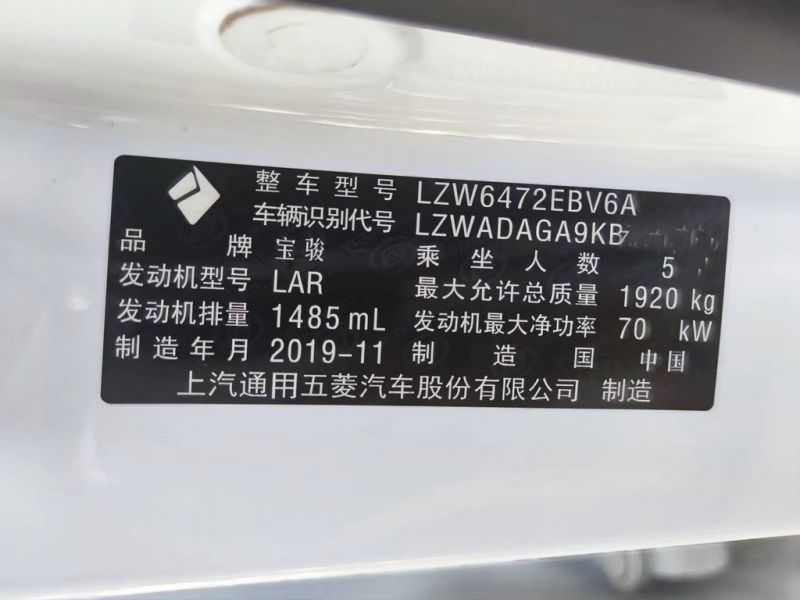 整车型号 LZW6472EBV6A
车辆识别代号 LZWADAGA9KB
品牌 宝骏 乘坐人数 5
发动机型号 LAR 最大允许总质量 1920 kg
发动机排量 1485 mL 发动机最大净功率 70 kW
制造年月 2019-11 制造国 中国
上汽通用五菱汽车股份有限公司 制造